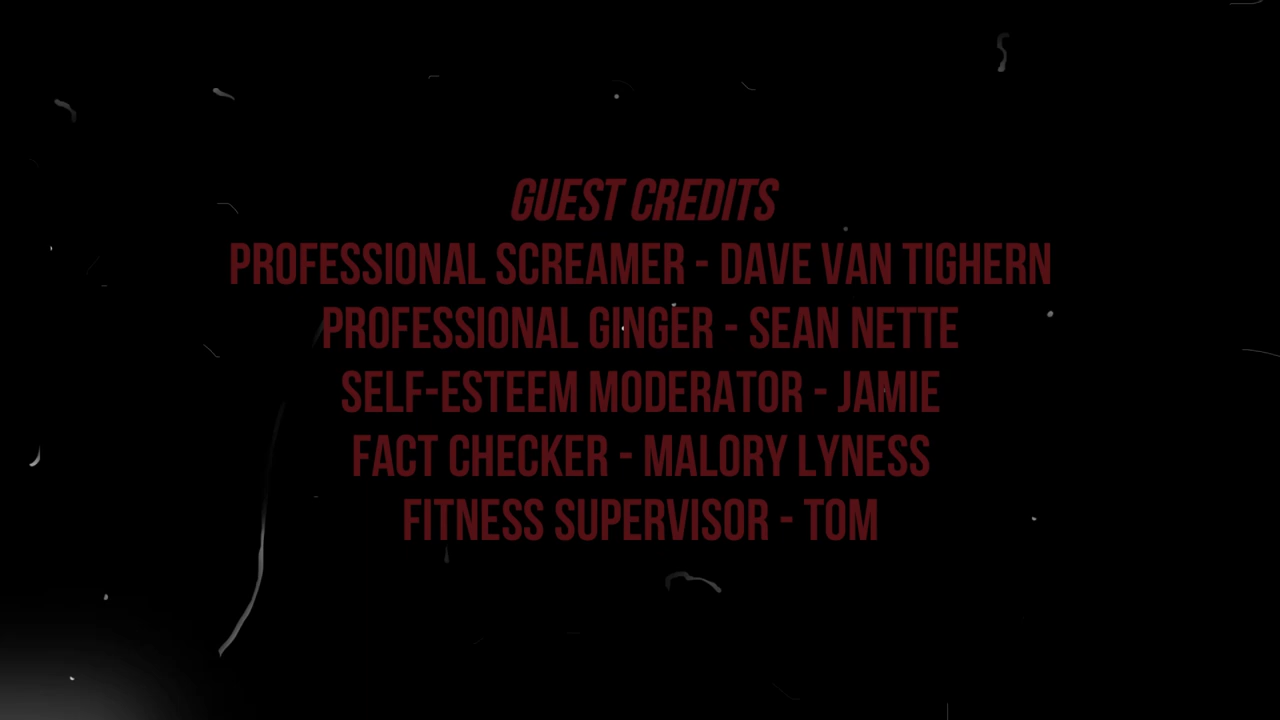 GUEST CREDITS
PROFESSIONAL SCREAMER - DAVE VAN TIGHERN
PROFESSIONAL GINGER - SEAN NETTE
SELF-ESTEEM MODERATOR - JAMIE
FACT CHECKER - MALORY LYNESS
FITNESS SUPERVISOR - TOM